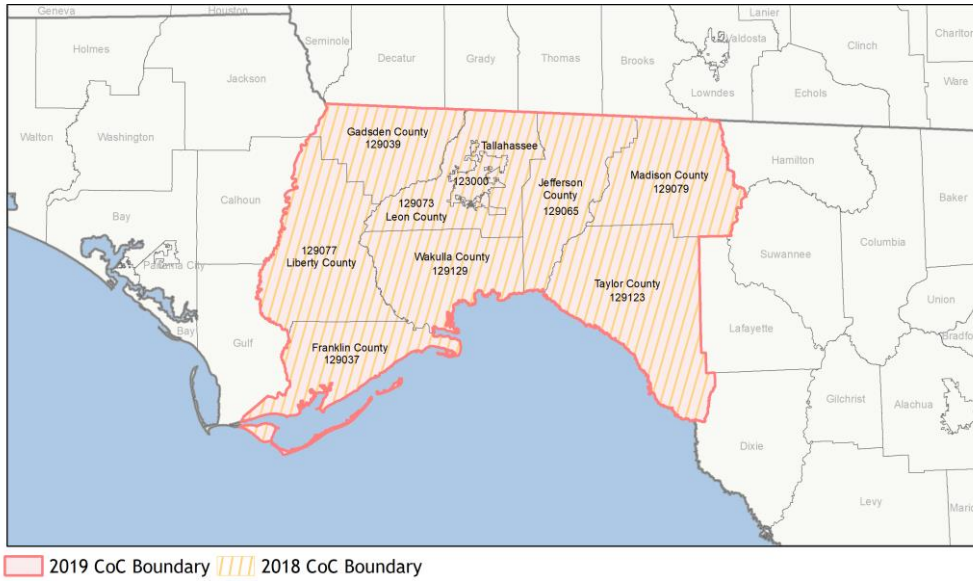 Geneva
Houston
Seminole
Decatur
Grady
Thomas
Brooks
Lanier
Valdosta
Lowndes
Clinch
Echols
Charlton
Ware
Holmes
Jackson
Walton
Washington
Gadsden County
129039
Tallahassee
123000
Madison County
129079
Hamilton
Jefferson
County
129065
129073
Leon County
Calhoun
Baker
Bay
129077
Liberty County
Wakulla County
129129
Suwannee
Columbia
Panama City
Taylor County
129123
Union
Bay
Gulf
Franklin County
129037
Lafayette
Bradford
Gilchrist
Alachua
Dixie
Levy
2019 CoC Boundary
2018 CoC Boundary